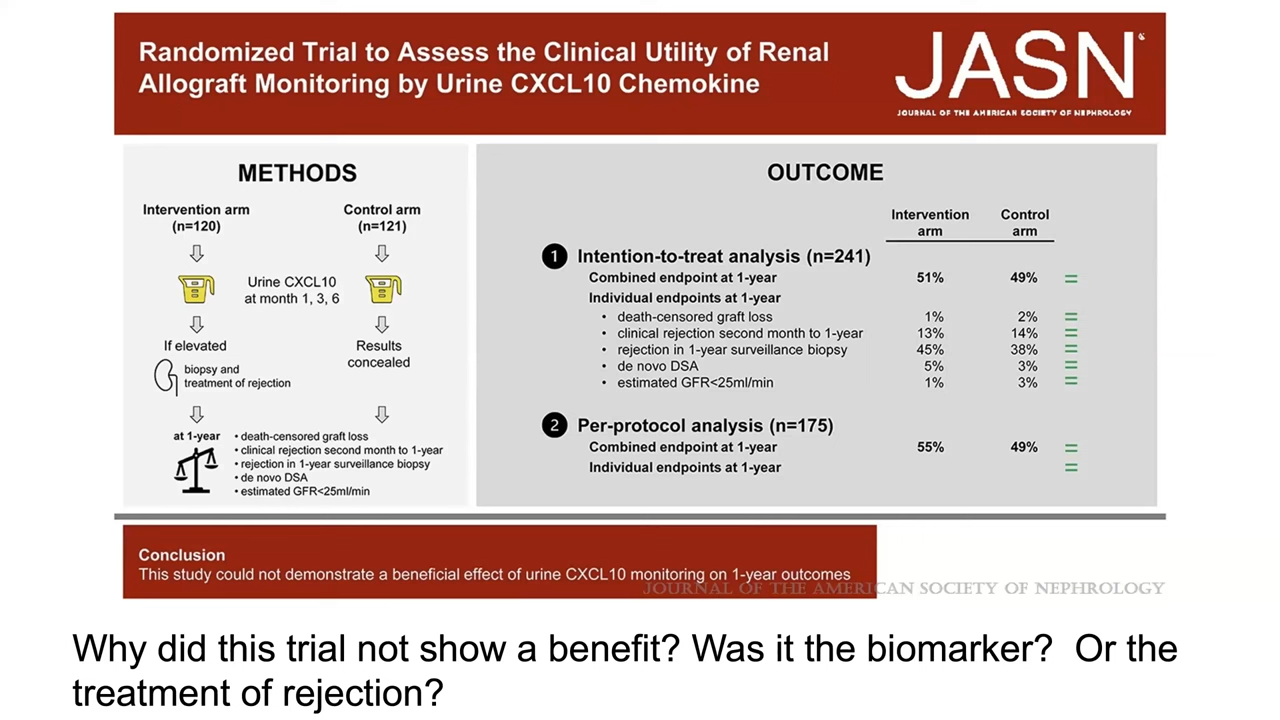 Randomized Trial to Assess the Clinical Utility of Renal
Allograft Monitoring by Urine CXCL10 Chemokine
JASN
JOURNAL OF THE AMERICAN SOCIETY OF NEPHROLOGY
METHODS
Intervention arm
(n=120)
Control arm
(n=121)
Urine CXCL10
at month 1, 3, 6
If elevated
Results
concealed
biopsy and
treatment of rejection
at 1-year
• death-censored graft loss
• clinical rejection second month to 1-year
• rejection in 1-year surveillance biopsy
• de novo DSA
• estimated GFR<25ml/min
OUTCOME
Intervention
arm
Control
arm
1 Intention-to-treat analysis (n=241)
Combined endpoint at 1-year 51% 49% =
Individual endpoints at 1-year
• death-censored graft loss 1% 2% =
• clinical rejection second month to 1-year 13% 14% =
• rejection in 1-year surveillance biopsy 45% 38% =
• de novo DSA 5% 3% =
• estimated GFR<25ml/min 1% 3% =
2 Per-protocol analysis (n=175)
Combined endpoint at 1-year 55% 49% =
Individual endpoints at 1-year =
Conclusion
This study could not demonstrate a beneficial effect of urine CXCL10 monitoring on 1-year outcomes
JOURNAL OF THE AMERICAN SOCIETY OF NEPHROLOGY
Why did this trial not show a benefit? Was it the biomarker? Or the
treatment of rejection?